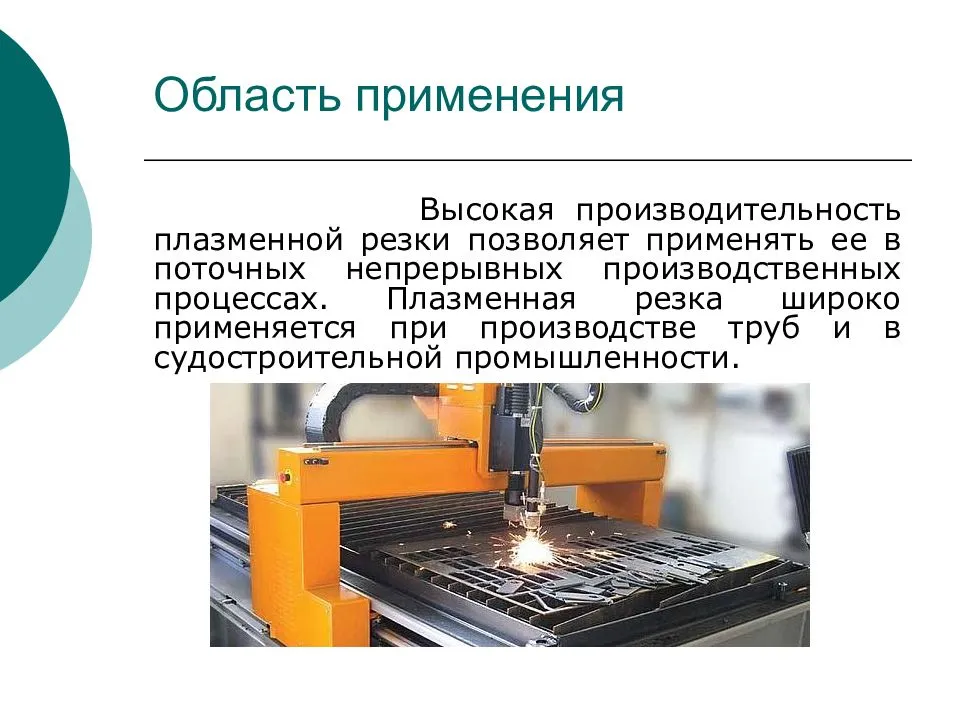 Область применения
Высокая производительность
плазменной резки позволяет применять ее в
поточных непрерывных производственных
процессах. Плазменная резка широко
применяется при производстве труб и в
судостроительной промышленности.